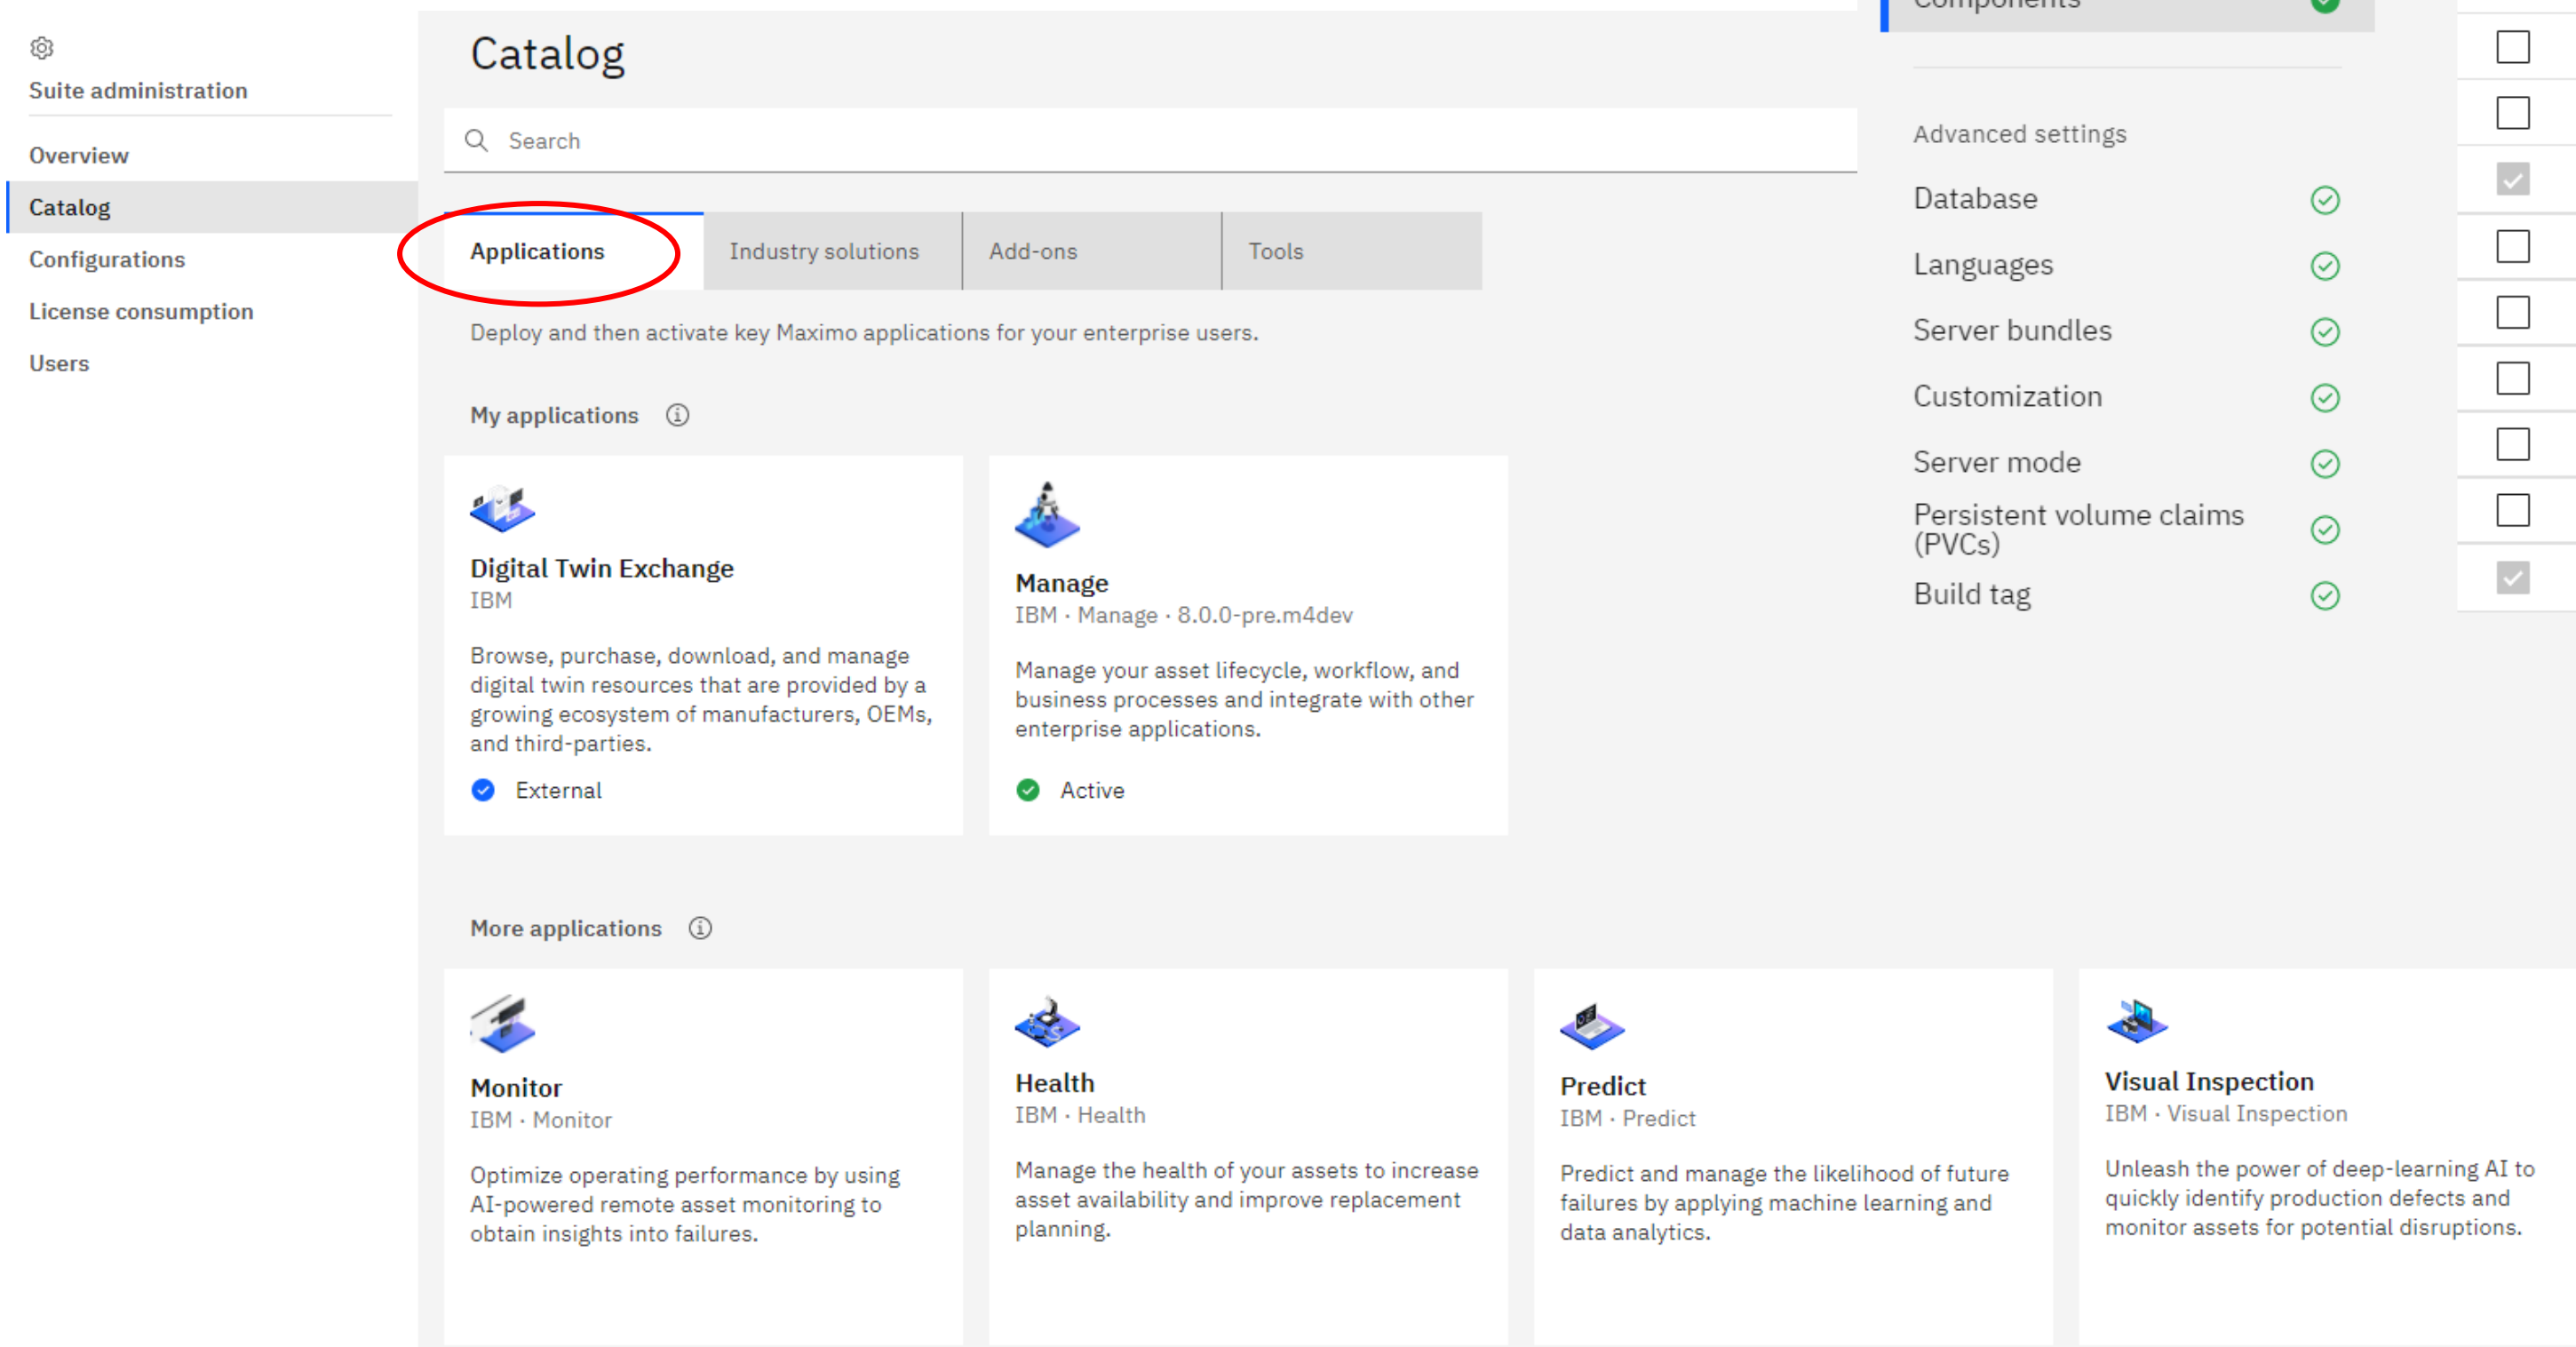 Suite administration
Overview
Catalog
Configurations
License consumption
Users
Catalog
Search
Applications
Industry solutions
Add-ons
Tools
Deploy and then activate key Maximo applications for your enterprise users.
My applications
Digital Twin Exchange
IBM
Browse, purchase, download, and manage
digital twin resources that are provided by a
growing ecosystem of manufacturers, OEMs,
and third-parties.
External
Manage
IBM · Manage · 8.0.0-pre.m4dev
Manage your asset lifecycle, workflow, and
business processes and integrate with other
enterprise applications.
Active
More applications
Monitor
IBM · Monitor
Optimize operating performance by using
AI-powered remote asset monitoring to
obtain insights into failures.
Health
IBM · Health
Manage the health of your assets to increase
asset availability and improve replacement
planning.
Predict
IBM · Predict
Predict and manage the likelihood of future
failures by applying machine learning and
data analytics.
Visual Inspection
IBM · Visual Inspection
Unleash the power of deep-learning AI to
quickly identify production defects and
monitor assets for potential disruptions.
Components
Advanced settings
Database
Languages
Server bundles
Customization
Server mode
Persistent volume claims
(PVCs)
Build tag